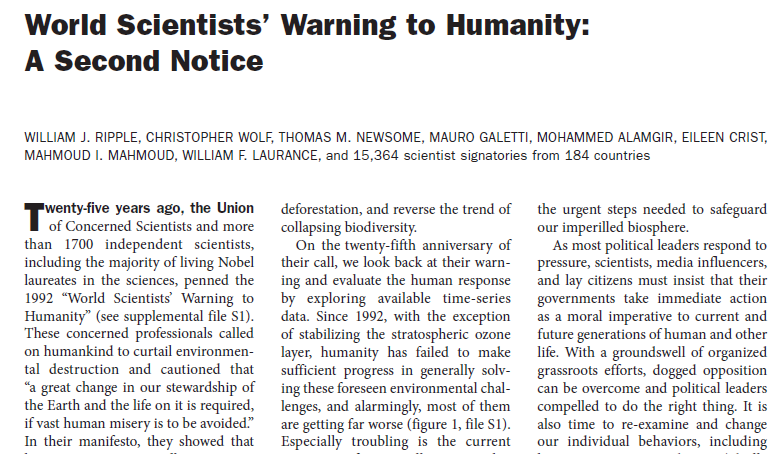 World Scientists’ Warning to Humanity:
A Second Notice
WILLIAM J. RIPPLE, CHRISTOPHER WOLF, THOMAS M. NEWSOME, MAURO GALETTI, MOHAMMED ALAMGIR, EILEEN CRIST,
MAHMOUD I. MAHMOUD, WILLIAM F. LAURANCE, and 15,364 scientist signatories from 184 countries
Twenty-five years ago, the Union
of Concerned Scientists and more
than 1700 independent scientists,
including the majority of living Nobel
laureates in the sciences, penned the
1992 “World Scientists’ Warning to
Humanity” (see supplemental file S1).
These concerned professionals called
on humankind to curtail environmen-
tal destruction and cautioned that
“a great change in our stewardship of
the Earth and the life on it is required,
if vast human misery is to be avoided.”
In their manifesto, they showed that
deforestation, and reverse the trend of
collapsing biodiversity.
On the twenty-fifth anniversary of
their call, we look back at their warn-
ing and evaluate the human response
by exploring available time-series
data. Since 1992, with the exception
of stabilizing the stratospheric ozone
layer, humanity has failed to make
sufficient progress in generally solv-
ing these foreseen environmental chal-
lenges, and alarmingly, most of them
are getting far worse (figure 1, file S1).
Especially troubling is the current
the urgent steps needed to safeguard
our imperilled biosphere.
As most political leaders respond to
pressure, scientists, media influencers,
and lay citizens must insist that their
governments take immediate action
as a moral imperative to current and
future generations of human and other
life. With a groundswell of organized
grassroots efforts, dogged opposition
can be overcome and political leaders
compelled to do the right thing. It is
also time to re-examine and change
our individual behaviors, including